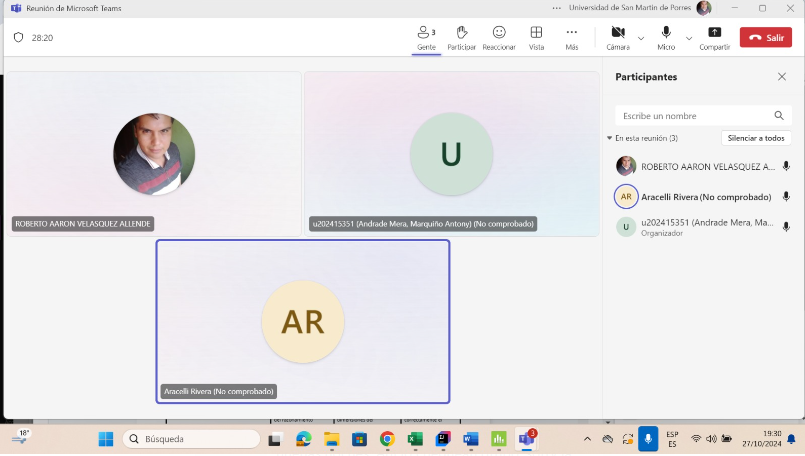 Reunión de Microsoft Teams
Universidad de San Martin de Porres
28:20
3
Gente
Participar
Reaccionar
Vista
Más
Cámara
Micro
Compartir
Salir
Participantes
Escribe un nombre
En esta reunión (3)
Silenciar a todos
ROBERTO AARON VELASQUEZ A...
AR
Aracelli Rivera (No comprobado)
U
u202415351 (Andrade Mera, Ma...
Organizador
ROBERTO AARON VELASQUEZ ALLENDE
U
u202415351 (Andrade Mera, Marquiño Antony) (No comprobado)
AR
Aracelli Rivera (No comprobado)
18°
Búsqueda
3
ESP
ES
19:30
27/10/2024